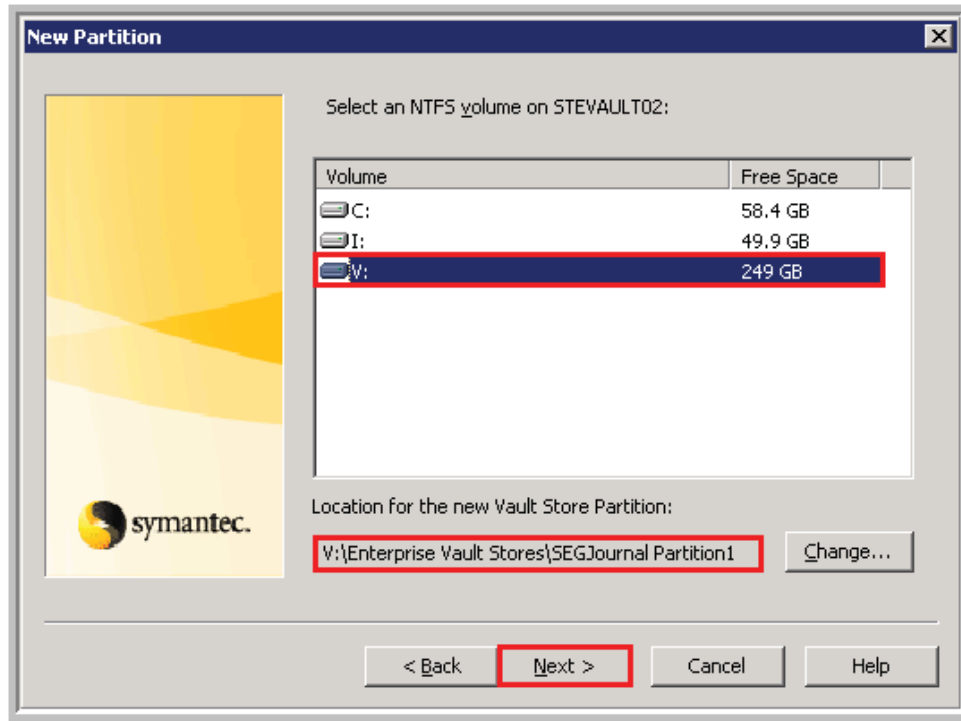 New Partition
Select an NTFS volume on STEVAULT02:
Volume Free Space
C: 58.4 GB
I: 49.9 GB
V: 249 GB
symantec.
Location for the new Vault Store Partition:
V:\Enterprise Vault Stores\SEGJournal Partition1 Change...
< Back Next > Cancel Help